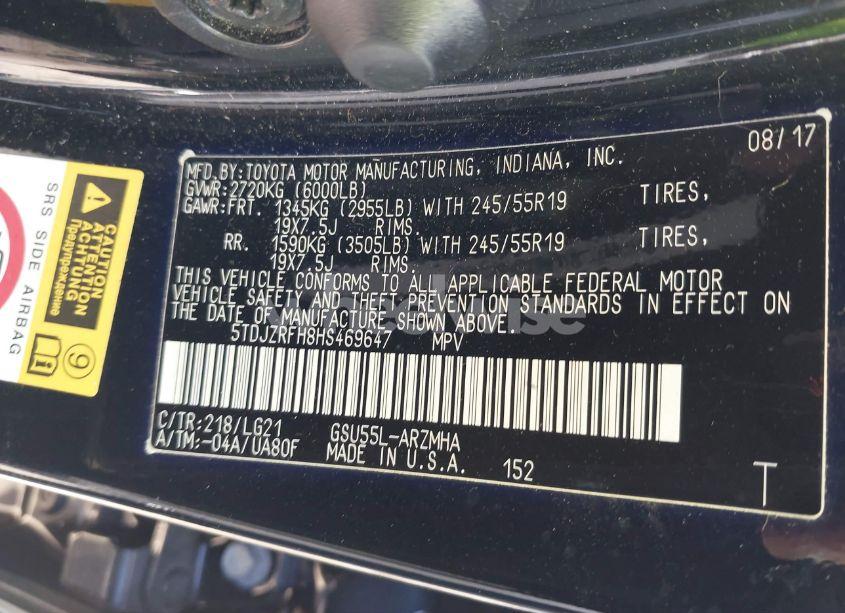 08/17
MFD.BY:TOYOTA MOTOR MANUFACTURING, INDIANA, INC.
GVWR:2720KG (6000LB)
GAWR:FRT. 1345KG (2955LB) WITH 245/55R19 TIRES,
19X7.5J RIMS.
RR. 1590KG (3505LB) WITH 245/55R19 TIRES,
19X7.5J RIMS.
THIS VEHICLE CONFORMS TO ALL APPLICABLE FEDERAL MOTOR
VEHICLE SAFETY AND THEFT PREVENTION STANDARDS IN EFFECT ON
THE DATE OF MANUFACTURE SHOWN ABOVE.
5TDJZRFH8HS469647 MPV
C/TR:218/LG21 GSU55L-ARZMHA
A/TM:-04A/UA80F MADE IN U.S.A. 152
T
SRS SIDE AIRBAG
ATTENTION
ACHTUNG
Предупреждение
9